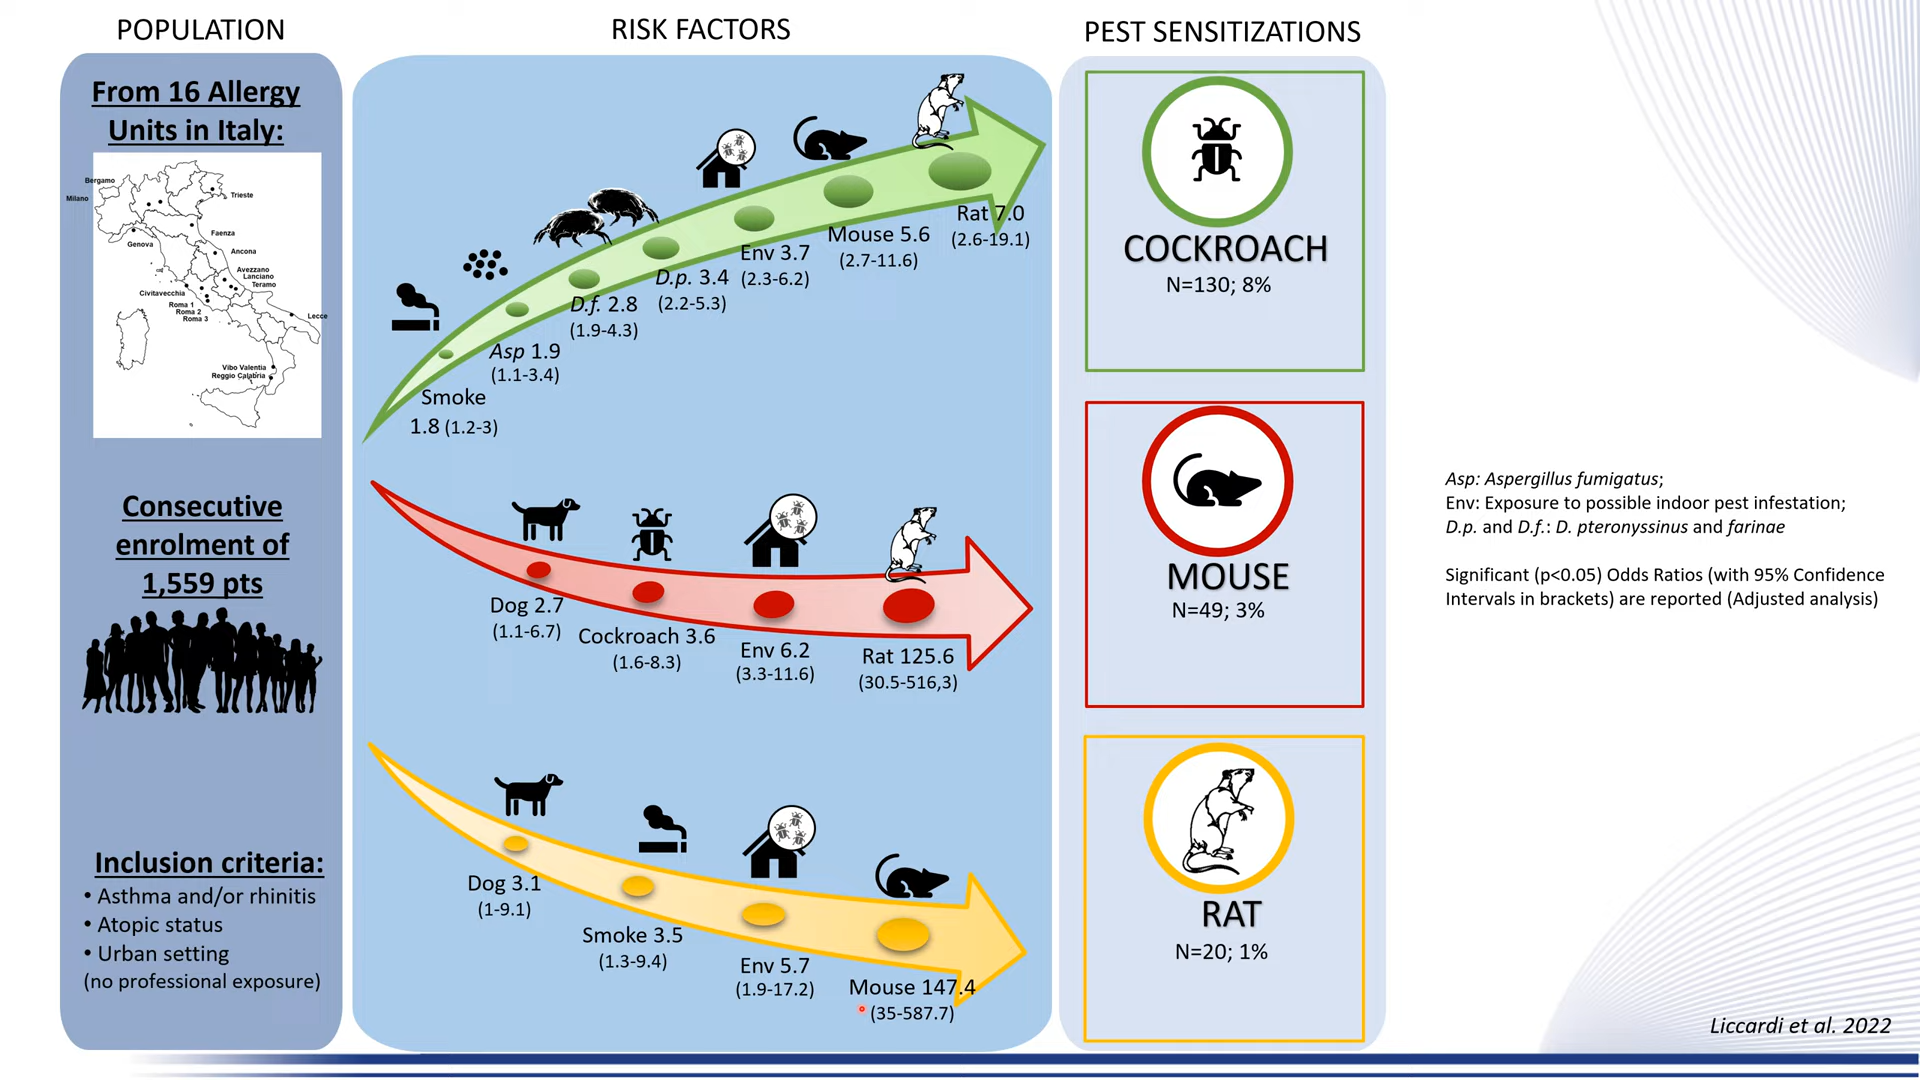 POPULATION
From 16 Allergy
Units in Italy:
Bergamo
Milano
Trieste
Genova
Faenza
Ancona
Avezzano
Lanciano
Teramo
Civitavecchia
Roma 1
Roma 2
Roma 3
Lecce
Vibo Valentia
Reggio Calabria
Consecutive
enrolment of
1,559 pts
Inclusion criteria:
• Asthma and/or rhinitis
• Atopic status
• Urban setting
(no professional exposure)
RISK FACTORS
Smoke
1.8 (1.2-3)
Asp 1.9
(1.1-3.4)
D.f. 2.8
(1.9-4.3)
D.p. 3.4
(2.2-5.3)
Env 3.7
(2.3-6.2)
Mouse 5.6
(2.7-11.6)
Rat 7.0
(2.6-19.1)
Dog 2.7
(1.1-6.7)
Cockroach 3.6
(1.6-8.3)
Env 6.2
(3.3-11.6)
Rat 125.6
(30.5-516,3)
Dog 3.1
(1-9.1)
Smoke 3.5
(1.3-9.4)
Env 5.7
(1.9-17.2)
Mouse 147.4
(35-587.7)
PEST SENSITIZATIONS
COCKROACH
N=130; 8%
MOUSE
N=49; 3%
RAT
N=20; 1%
Asp: Aspergillus fumigatus;
Env: Exposure to possible indoor pest infestation;
D.p. and D.f.: D. pteronyssinus and farinae
Significant (p<0.05) Odds Ratios (with 95% Confidence
Intervals in brackets) are reported (Adjusted analysis)
Liccardi et al. 2022